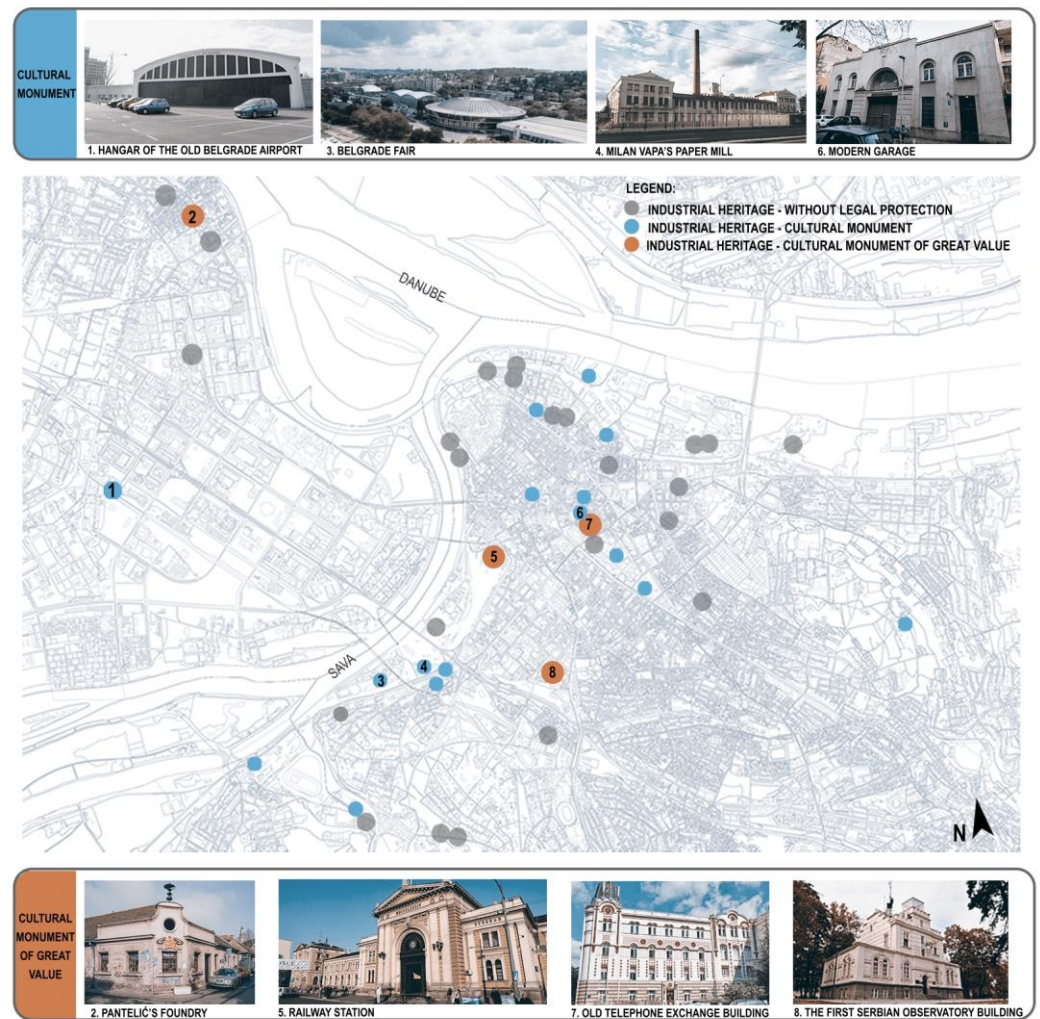 CULTURAL
MONUMENT
1. HANGAR OF THE OLD BELGRADE AIRPORT
3. BELGRADE FAIR
4. MILAN VAPA'S PAPER MILL
6. MODERN GARAGE
LEGEND:
INDUSTRIAL HERITAGE - WITHOUT LEGAL PROTECTION
INDUSTRIAL HERITAGE - CULTURAL MONUMENT
INDUSTRIAL HERITAGE - CULTURAL MONUMENT OF GREAT VALUE
2
DANUBE
1
6
7
5
SAVA
4
3
8
N
CULTURAL
MONUMENT
OF GREAT
VALUE
2. PANTELIĆ'S FOUNDRY
5. RAILWAY STATION
7. OLD TELEPHONE EXCHANGE BUILDING
8. THE FIRST SERBIAN OBSERVATORY BUILDING